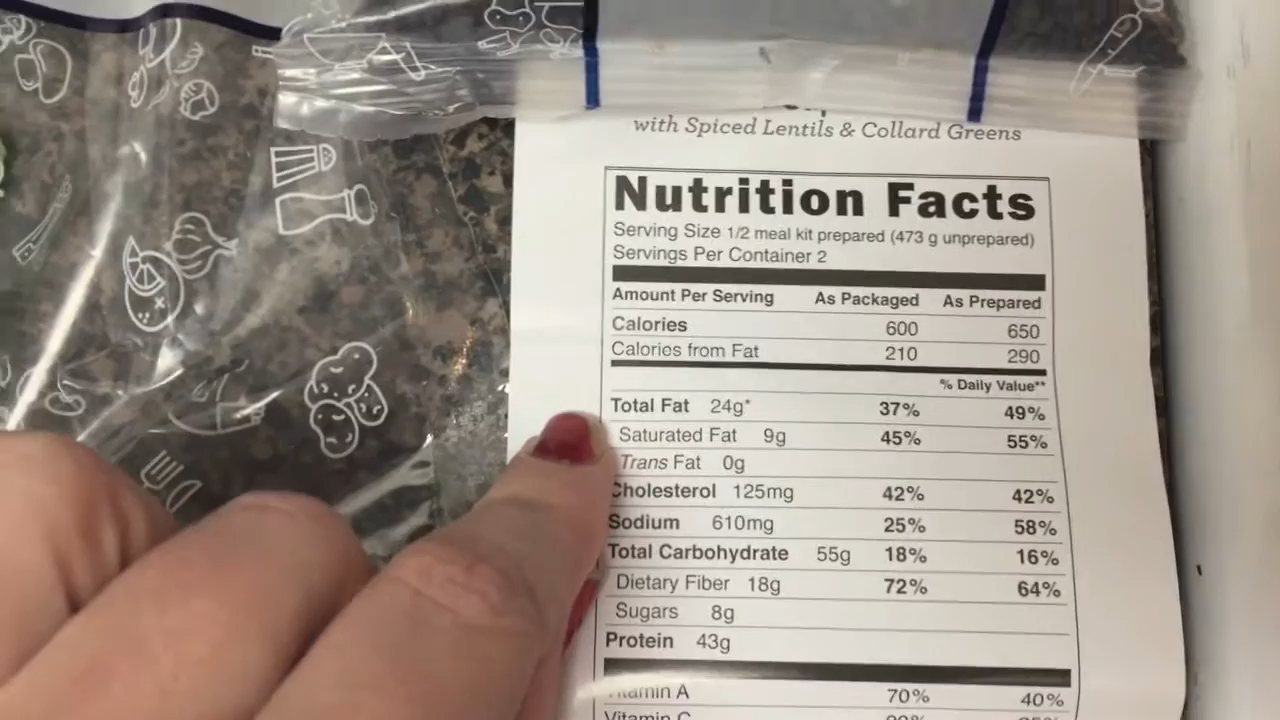 with Spiced Lentils & Collard Greens
Nutrition Facts
Serving Size 1/2 meal kit prepared (473 g unprepared)
Servings Per Container 2
Amount Per Serving As Packaged As Prepared
Calories 600 650
Calories from Fat 210 290
% Daily Value**
Total Fat 24g* 37% 49%
Saturated Fat 9g 45% 55%
Trans Fat 0g
Cholesterol 125mg 42% 42%
Sodium 610mg 25% 58%
Total Carbohydrate 55g 18% 16%
Dietary Fiber 18g 72% 64%
Sugars 8g
Protein 43g
Vitamin A 70% 40%
Vitamin C